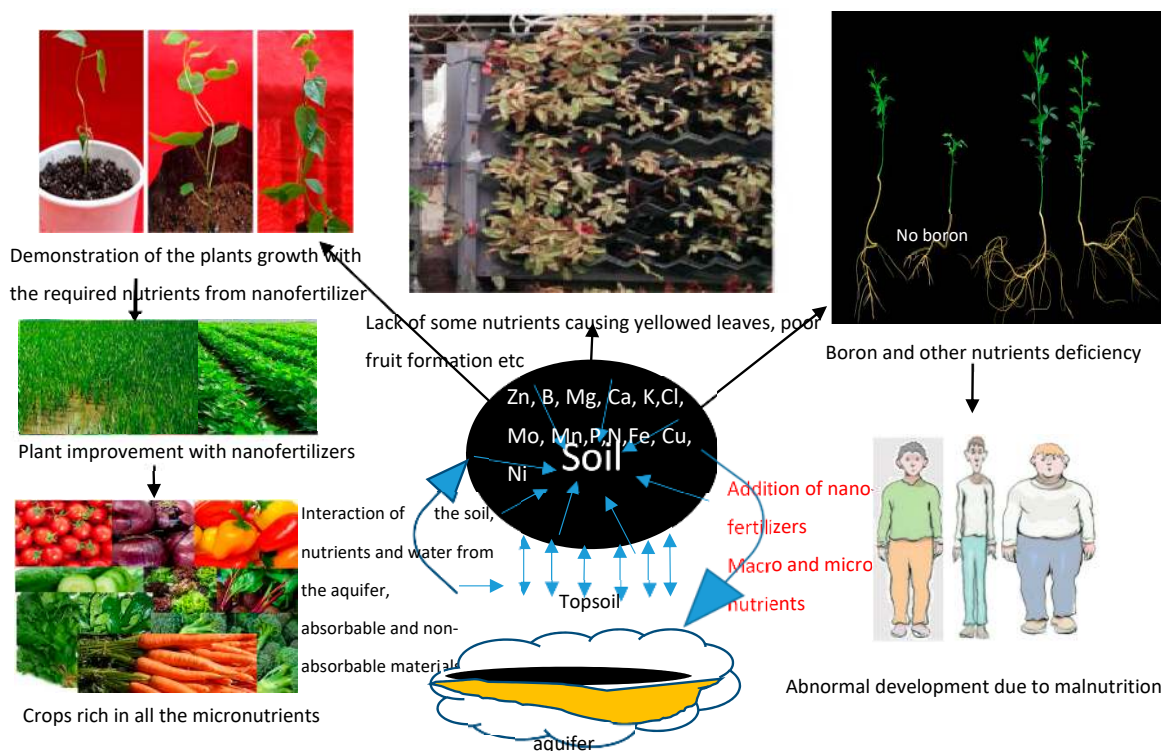 No boron
Demonstration of the plants growth with
the required nutrients from nanofertilizer
Lack of some nutrients causing yellowed leaves, poor
fruit formation etc
Boron and other nutrients deficiency
Zn, B, Mg, Ca, K,Cl,
Mo, Mn,P,N,Fe, Cu,
Ni
Soil
Plant improvement with nanofertilizers
Addition of nano-
fertilizers
Macro and micro
nutrients
Interaction of the soil,
nutrients and water from
the aquifer,
absorbable and non-
absorbable materials
Topsoil
Abnormal development due to malnutrition
Crops rich in all the micronutrients
aquifer